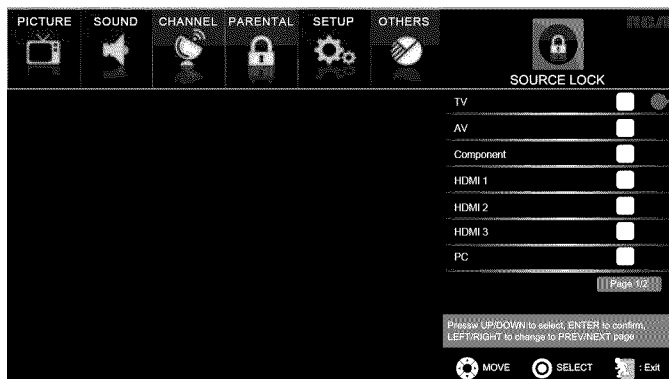 PICTURE SOUND CHANNEL PARENTAL SETUP OTHERS
RCA
SOURCE LOCK
TV
AV
Component
HDMI 1
HDMI 2
HDMI 3
PC
Page 1/2
Pressw UP/DOWN to select, ENTER to confirm,
LEFT/RIGHT to change to PREV/NEXT page
MOVE SELECT : Exit